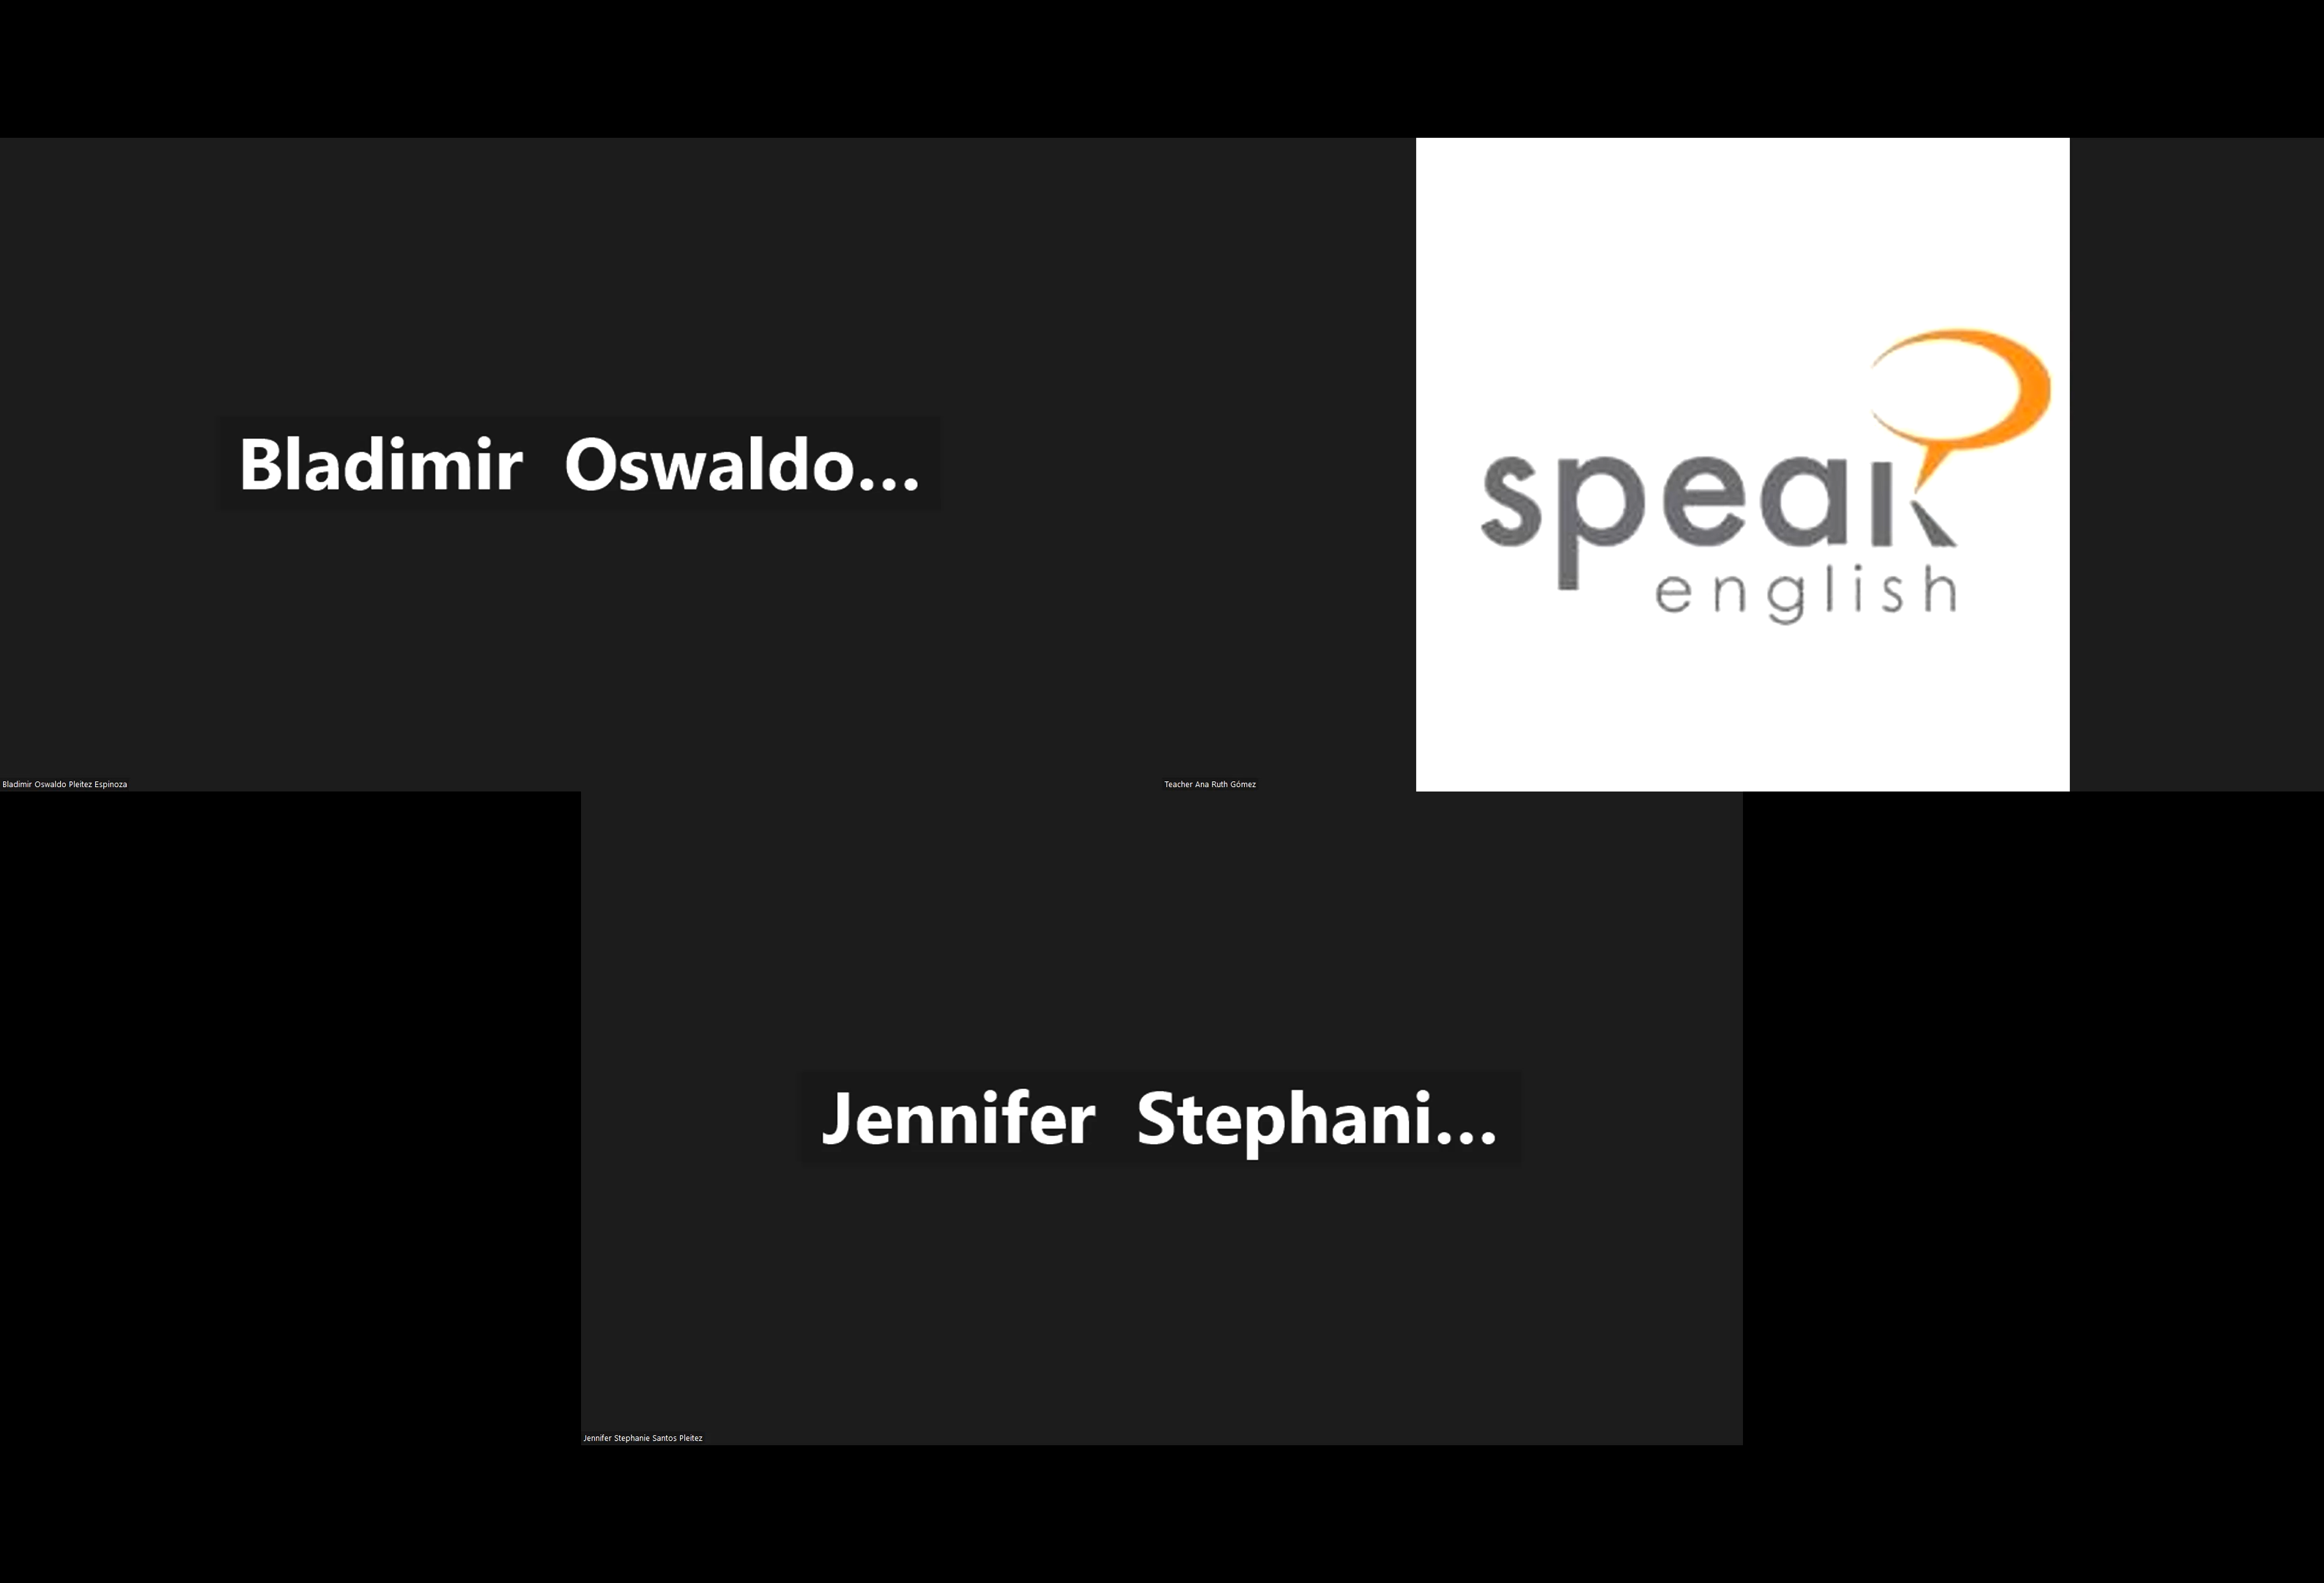 Bladimir Oswaldo...
speak
english
Bladimir Oswaldo Pleitez Espinoza
Teacher Ana Ruth Gómez
Jennifer Stephani...
Jennifer Stephanie Santos Pleitez